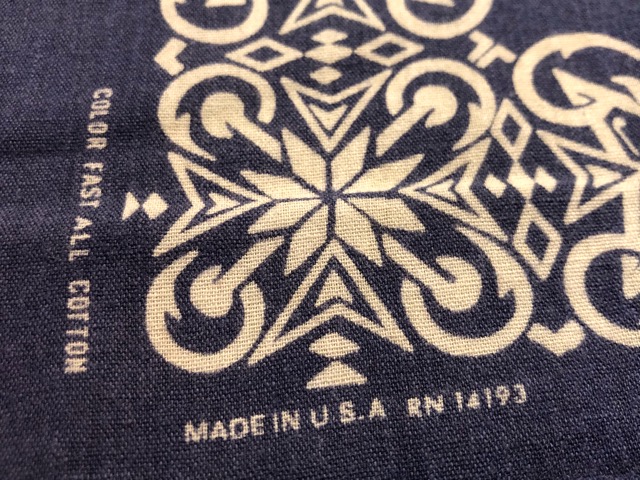 COLOR FAST ALL COTTON
MADE IN U.S.A RN 14193